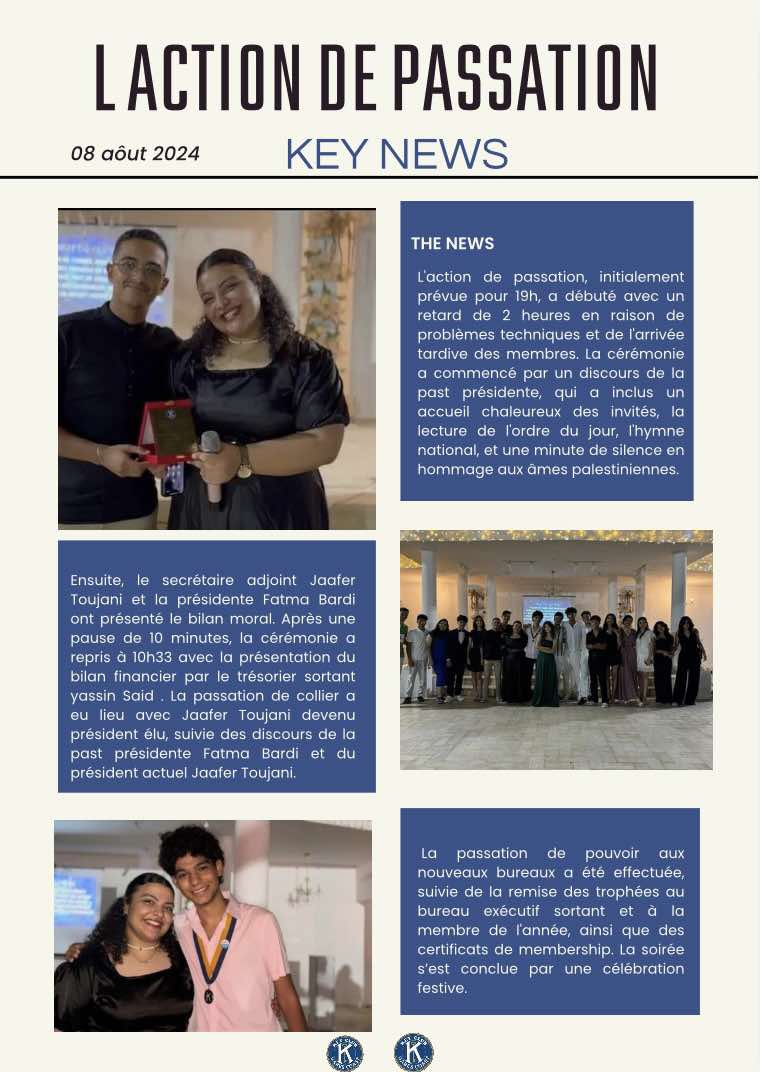 L ACTION DE PASSATION
08 aôut 2024
KEY NEWS
THE NEWS
L'action de passation, initialement
prévue pour 19h, a débuté avec un
retard de 2 heures en raison de
problèmes techniques et de l'arrivée
tardive des membres. La cérémonie
a commencé par un discours de la
past présidente, qui a inclus un
accueil chaleureux des invités, la
lecture de l'ordre du jour, l'hymne
national, et une minute de silence en
hommage aux âmes palestiniennes.
Ensuite, le secrétaire adjoint Jaafer
Toujani et la présidente Fatma Bardi
ont présenté le bilan moral. Après une
pause de 10 minutes, la cérémonie a
repris à 10h33 avec la présentation du
bilan financier par le trésorier sortant
yassin Said . La passation de collier a
eu lieu avec Jaafer Toujani devenu
président élu, suivie des discours de la
past présidente Fatma Bardi et du
président actuel Jaafer Toujani.
La passation de pouvoir aux
nouveaux bureaux a été effectuée,
suivie de la remise des trophées au
bureau exécutif sortant et à la
membre de l'année, ainsi que des
certificats de membership. La soirée
s'est conclue par une célébration
festive.
KEY CLUB
K
KEY CLUB
K